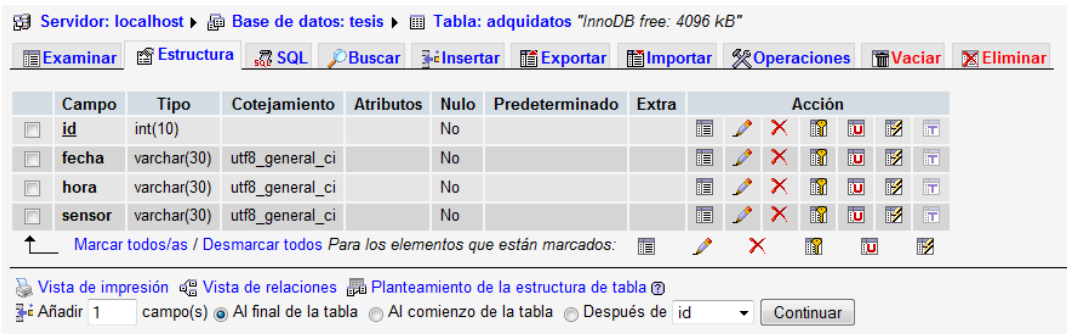 Servidor: localhost Base de datos: tesis Tabla: adquidatos "InnoDB free: 4096 kB"
Examinar Estructura SQL Buscar Insertar Exportar Importar Operaciones Vaciar Eliminar
Campo Tipo Cotejamiento Atributos Nulo Predeterminado Extra Acción
id int(10) No
fecha varchar(30) utf8_general_ci No
hora varchar(30) utf8_general_ci No
sensor varchar(30) utf8_general_ci No
Marcar todos/as / Desmarcar todos Para los elementos que están marcados:
Vista de impresión Vista de relaciones Planteamiento de la estructura de tabla
Añadir 1 campo(s) Al final de la tabla Al comienzo de la tabla Después de id Continuar